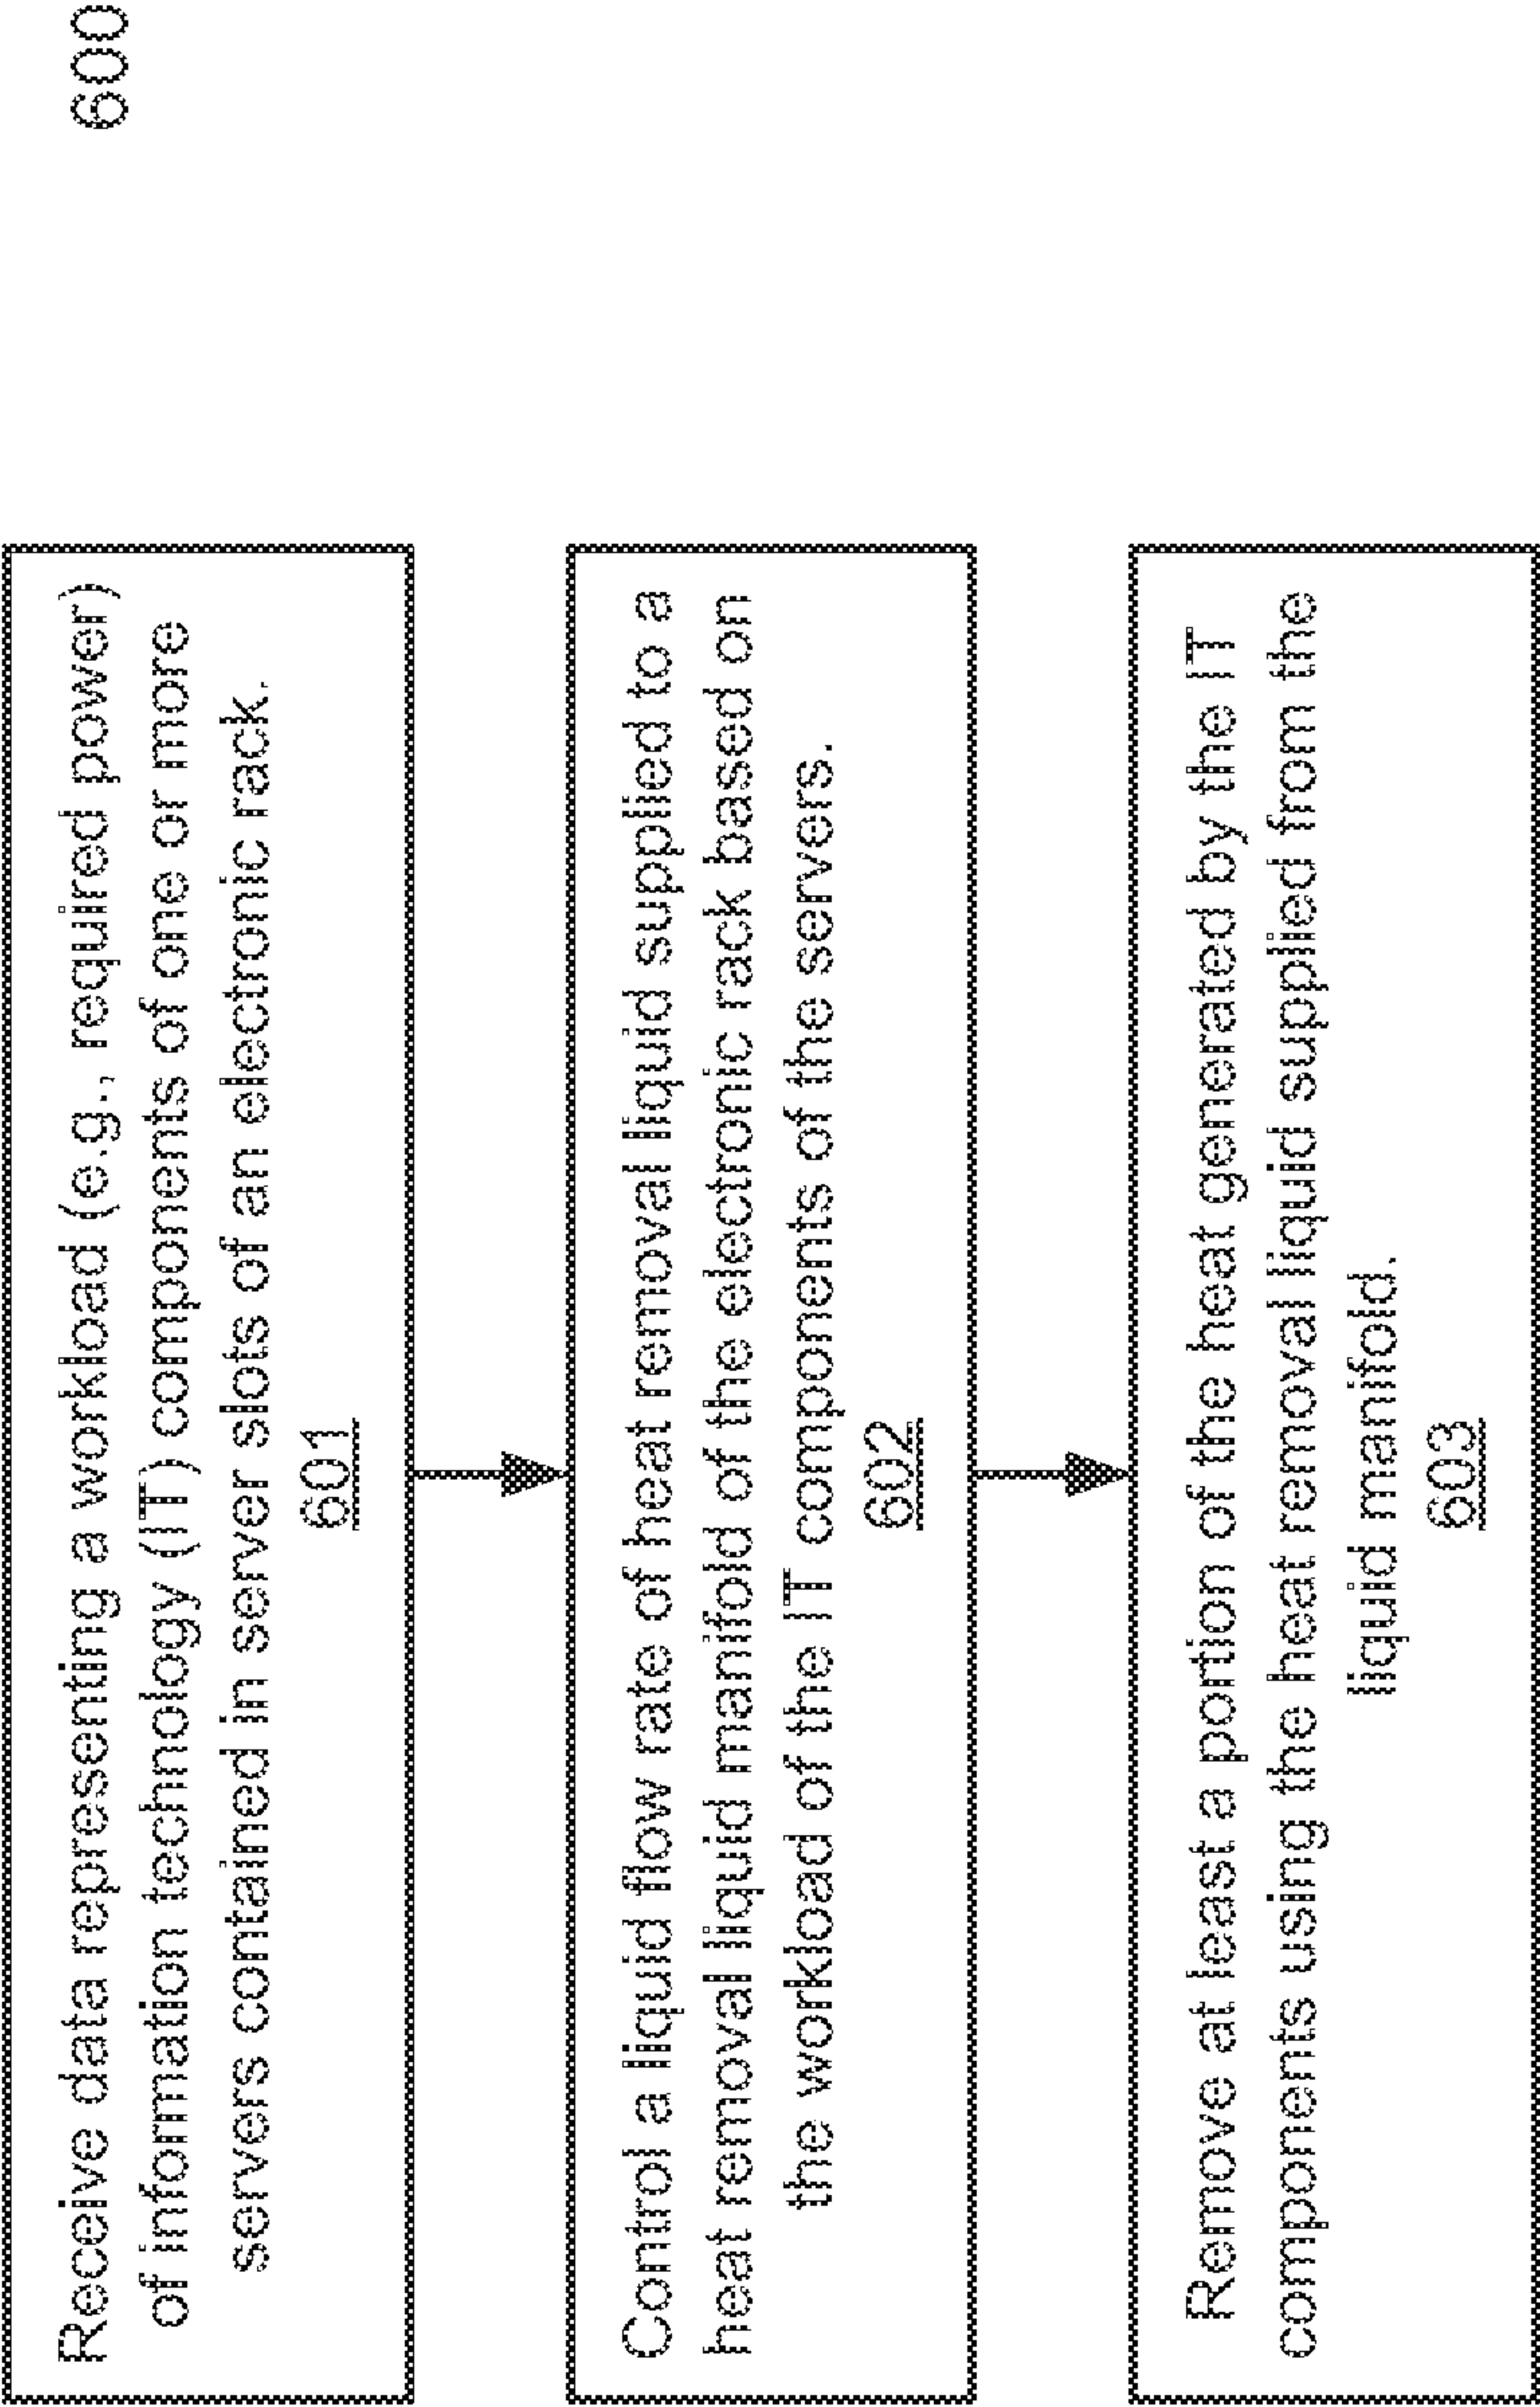 600
Receive data representing a workload (e.g., required power)
of information technology (IT) components of one or more
servers contained in server slots of an electronic rack.
601
Control a liquid flow rate of heat removal liquid supplied to a
heat removal liquid manifold of the electronic rack based on
the workload of the IT components of the servers.
602
Remove at least a portion of the heat generated by the IT
components using the heat removal liquid supplied from the
liquid manifold.
603